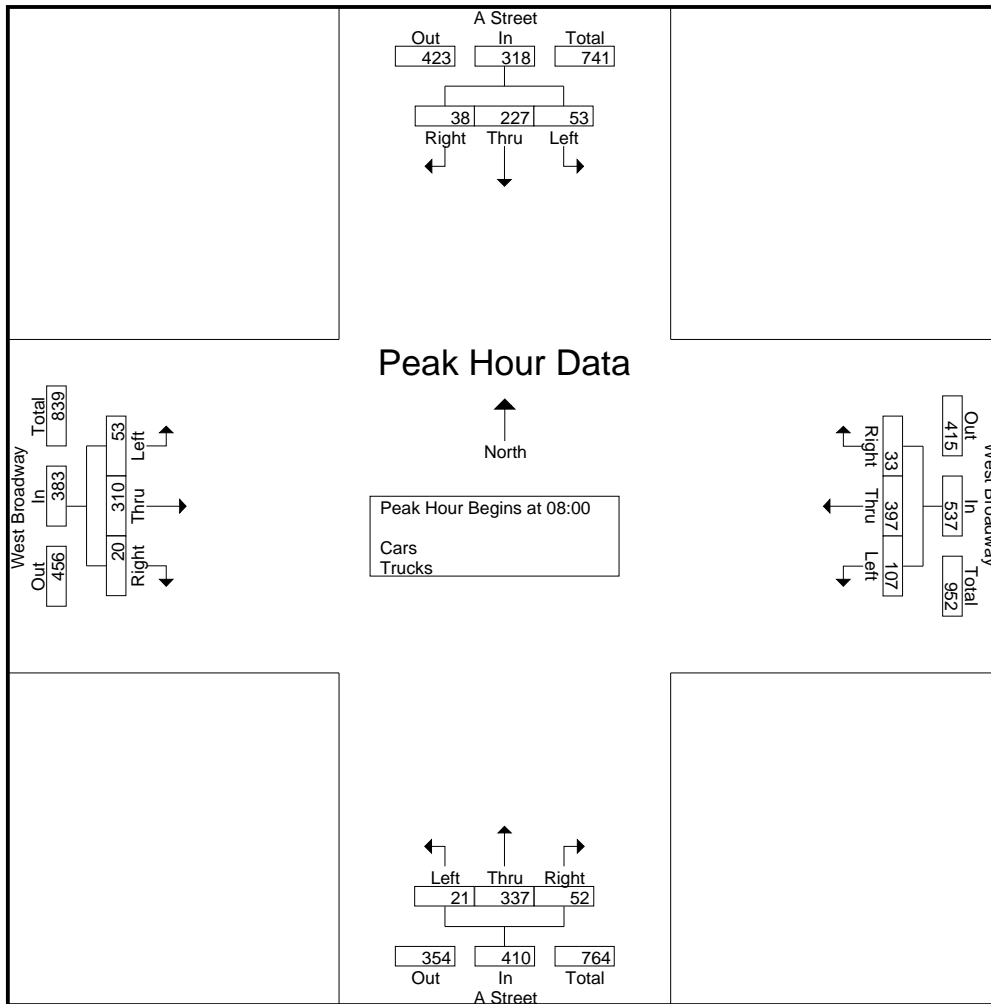 A Street
Out In Total
423 318 741
38 227 53
Right Thru Left
Peak Hour Data
North
Peak Hour Begins at 08:00
Cars
Trucks
West Broadway
Out In Total
456 383 839
20 310 53
Right Thru Left
West Broadway
Out In Total
415 537 952
33 397 107
Right Thru Left
Left Thru Right
21 337 52
354 410 764
Out In Total
A Street